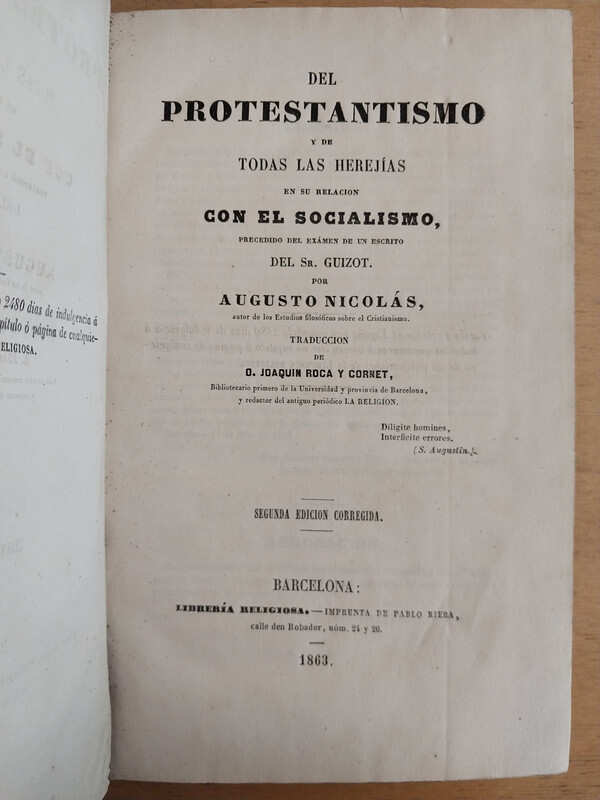 2480 dias de indulgencia á
pítulo ó página de cualquie-
ELIGIOSA.
DEL
PROTESTANTISMO
Y DE
TODAS LAS HEREJÍAS
EN SU RELACION
CON EL SOCIALISMO,
PRECEDIDO DEL EXÁMEN DE UN ESCRITO
DEL SR. GUIZOT.
POR
AUGUSTO NICOLÁS,
autor de los Estudios filosóficos sobre el Cristianismo.
TRADUCCION
DE
D. JOAQUIN ROCA Y CORNET,
Bibliotecario primero de la Universidad y provincia de Barcelona,
y redactor del antiguo periódico LA RELIGION.
Diligite homines,
Interficite errores.
(S. Augustin.).
SEGUNDA EDICION CORREGIDA.
BARCELONA:
LIBRERÍA RELIGIOSA.—IMPRENTA DE PABLO RIERA,
calle den Robador, núm. 24 y 26.
1863.